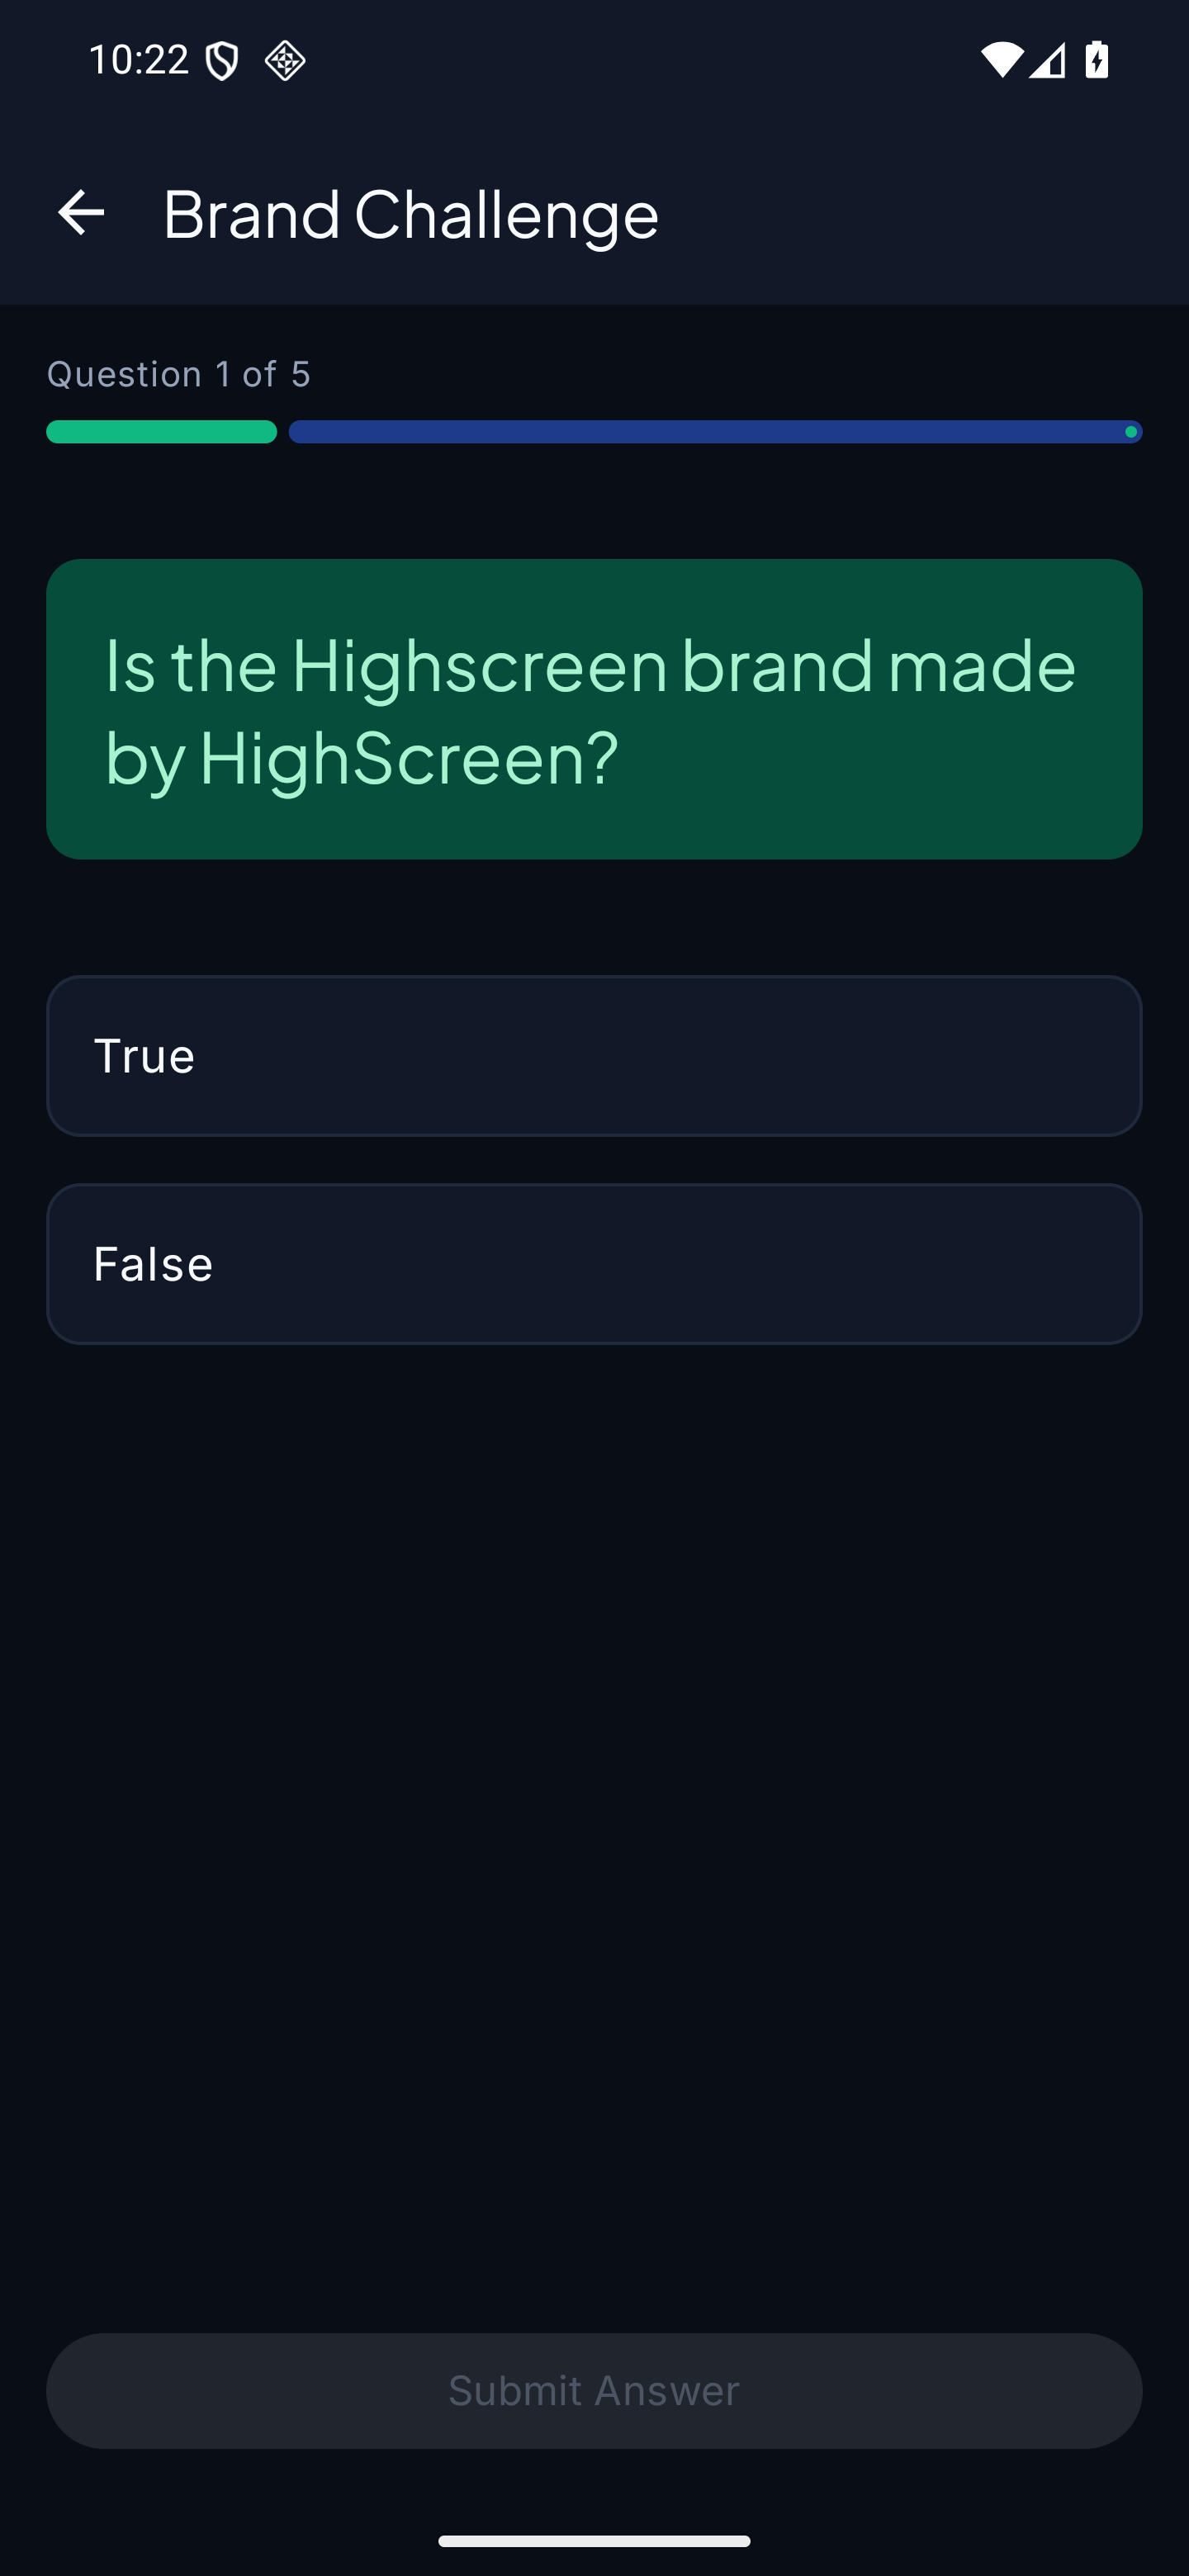 10:22
Brand Challenge
Question 1 of 5
Is the Highscreen brand made
by HighScreen?
True
False
Submit Answer